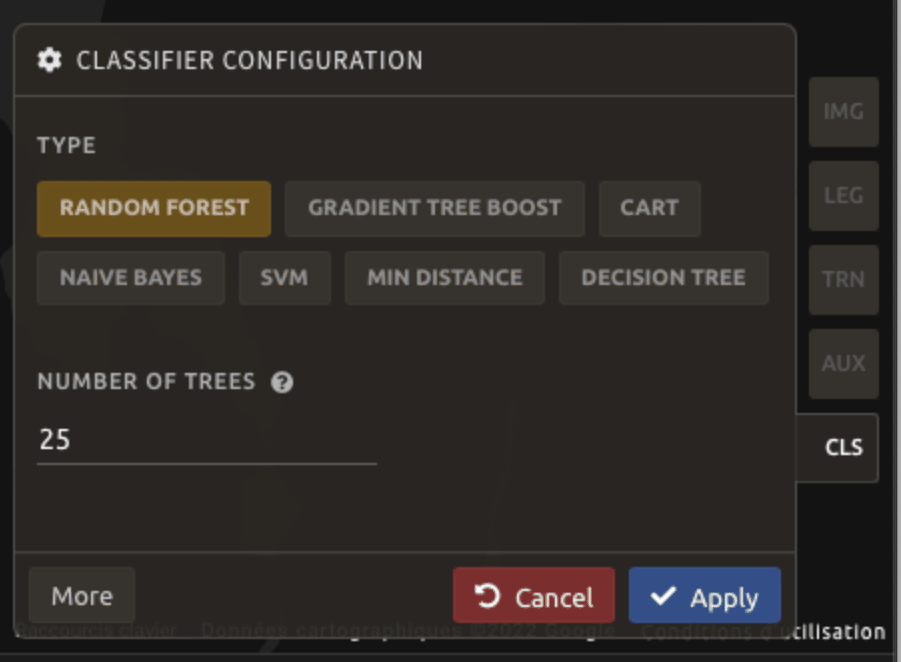 CLASSIFIER CONFIGURATION
IMG
TYPE
RANDOM FOREST GRADIENT TREE BOOST CART
LEG
NAIVE BAYES SVM MIN DISTANCE DECISION TREE
TRN
AUX
NUMBER OF TREES ?
25
CLS
More Cancel Apply
Raccourcis clavier Données cartographiques ©2022 Google Conditions d'utilisation